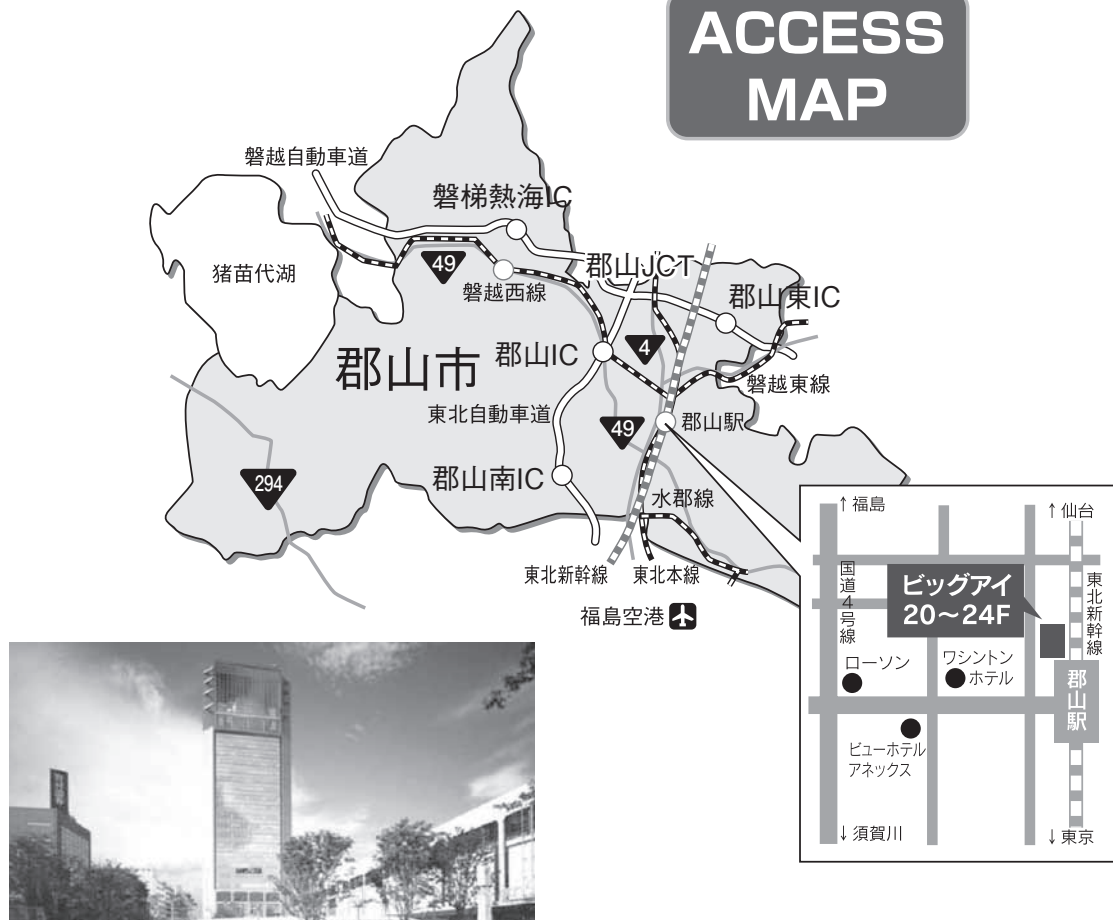 ACCESS
MAP
磐越自動車道
磐梯熱海IC
猪苗代湖
49
磐越西線
郡山JCT
郡山東IC
郡山市
郡山IC
4
磐越東線
東北自動車道
49
郡山駅
294
郡山南IC
水郡線
東北新幹線
東北本線
福島空港
↑福島
↑仙台
国道4号線
ビッグアイ
20～24F
東北新幹線
ローソン
ワシントン
ホテル
郡山駅
ビューホテル
アネックス
↓須賀川
↓東京